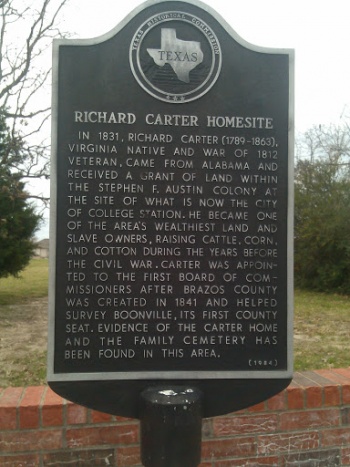 TEXAS HISTORICAL COMMISSION
TEXAS
RICHARD CARTER HOMESITE
IN 1831, RICHARD CARTER (1789-1863),
VIRGINIA NATIVE AND WAR OF 1812
VETERAN, CAME FROM ALABAMA AND
RECEIVED A GRANT OF LAND WITHIN
THE STEPHEN F. AUSTIN COLONY AT
THE SITE OF WHAT IS NOW THE CITY
OF COLLEGE STATION. HE BECAME ONE
OF THE AREA'S WEALTHIEST LAND AND
SLAVE OWNERS, RAISING CATTLE, CORN,
AND COTTON DURING THE YEARS BEFORE
THE CIVIL WAR. CARTER WAS APPOIN-
TED TO THE FIRST BOARD OF COM-
MISSIONERS AFTER BRAZOS COUNTY
WAS CREATED IN 1841 AND HELPED
SURVEY BOONVILLE, ITS FIRST COUNTY
SEAT. EVIDENCE OF THE CARTER HOME
AND THE FAMILY CEMETERY HAS
BEEN FOUND IN THIS AREA.
(1984)